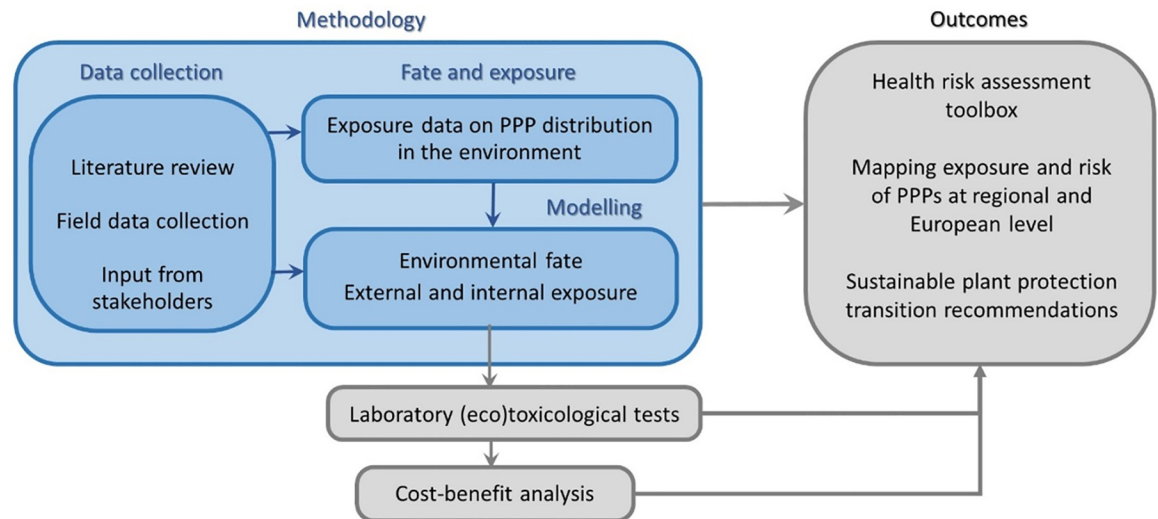 Methodology
Outcomes
Data collection
Fate and exposure
Literature review
Field data collection
Input from
stakeholders
Exposure data on PPP distribution
in the environment
Modelling
Environmental fate
External and internal exposure
Health risk assessment
toolbox
Mapping exposure and risk
of PPPs at regional and
European level
Sustainable plant protection
transition recommendations
Laboratory (eco)toxicological tests
Cost-benefit analysis